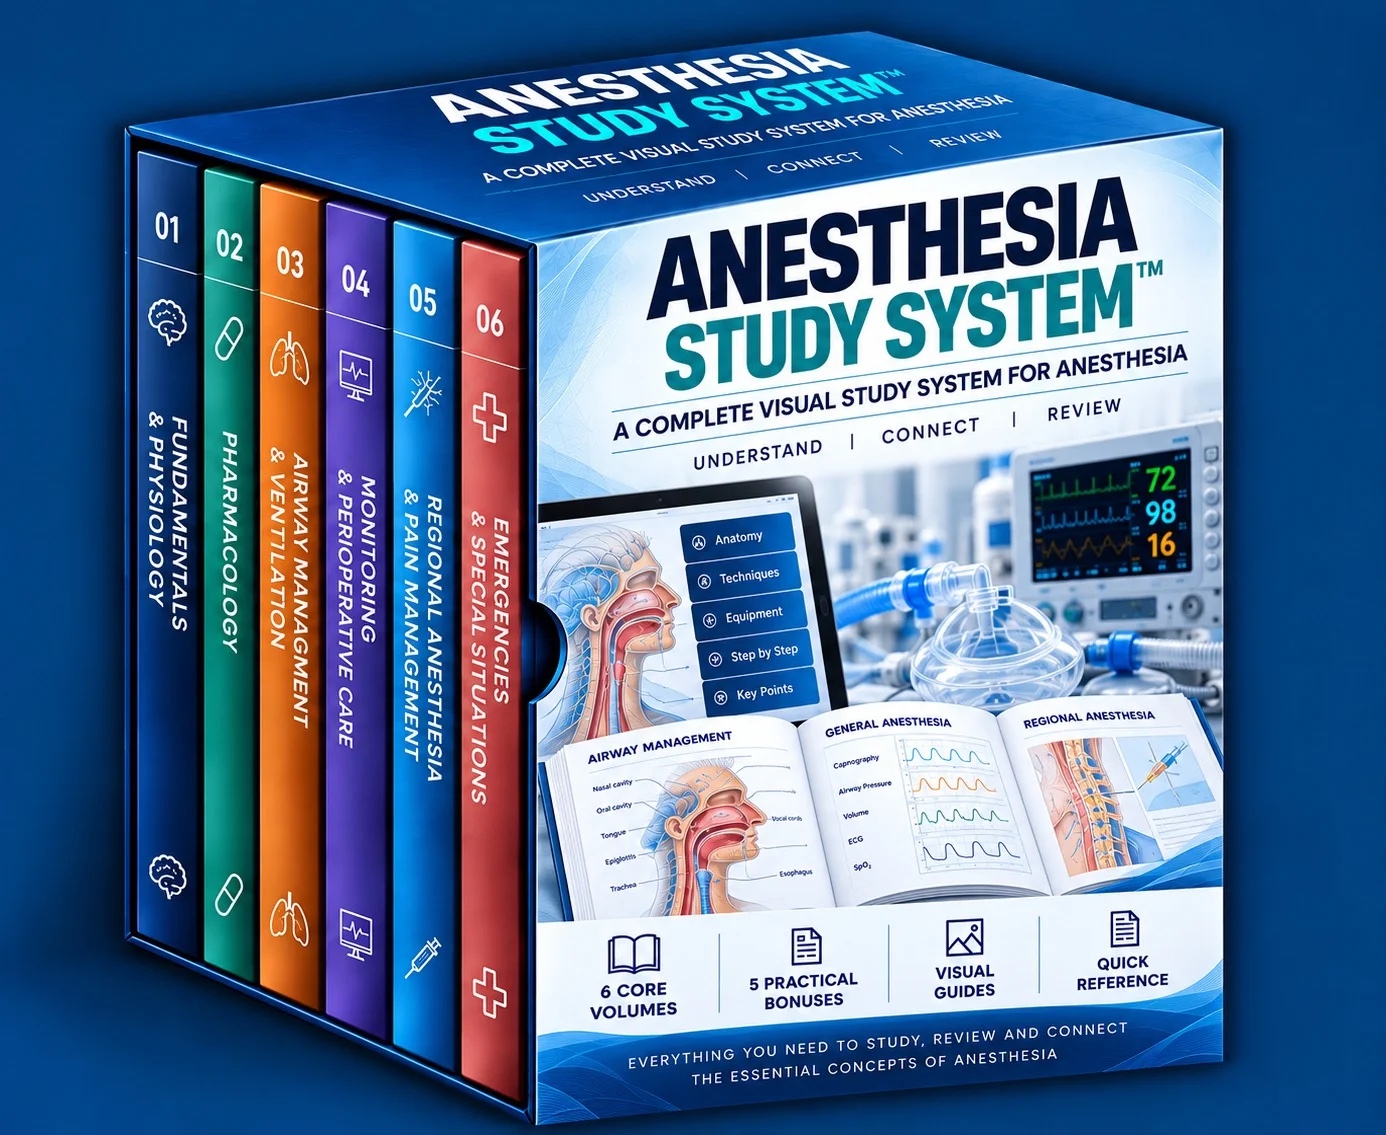 ANESTHESIA
STUDY SYSTEM™
A COMPLETE VISUAL STUDY SYSTEM FOR ANESTHESIA
UNDERSTAND | CONNECT | REVIEW
01
FUNDAMENTALS
& PHYSIOLOGY
02
PHARMACOLOGY
03
AIRWAY MANAGMENT
& VENTILATION
04
MONITORING
& PERIOPERATIVE CARE
05
REGIONAL ANESTHESIA
& PAIN MANAGEMENT
06
EMERGENCIES
& SPECIAL SITUATIONS
ANESTHESIA
STUDY SYSTEM™
A COMPLETE VISUAL STUDY SYSTEM FOR ANESTHESIA
UNDERSTAND | CONNECT | REVIEW
Anatomy
Techniques
Equipment
Step by Step
Key Points
72
98
16
AIRWAY MANAGEMENT
Nasal cavity
Oral cavity
Tongue
Epiglottis
Trachea
Vocal cords
Esophagus
GENERAL ANESTHESIA
Capnography
Airway Pressure
Volume
ECG
SpO₂
REGIONAL ANESTHESIA
6 CORE
VOLUMES
5 PRACTICAL
BONUSES
VISUAL
GUIDES
QUICK
REFERENCE
EVERYTHING YOU NEED TO STUDY, REVIEW AND CONNECT
THE ESSENTIAL CONCEPTS OF ANESTHESIA